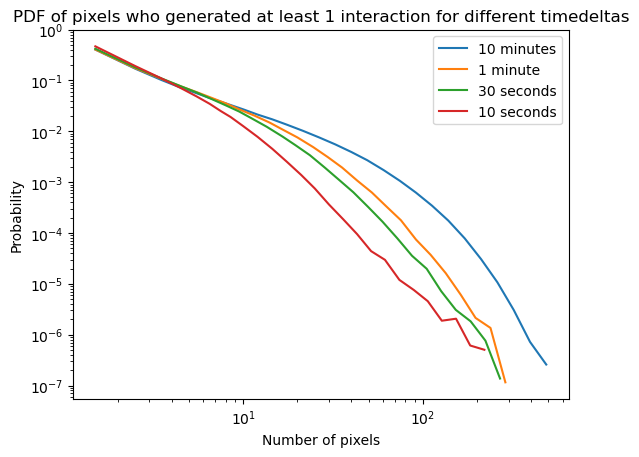 PDF of pixels who generated at least 1 interaction for different timedeltas
10 minutes
1 minute
30 seconds
10 seconds
Probability
10⁰
10⁻¹
10⁻²
10⁻³
10⁻⁴
10⁻⁵
10⁻⁶
10⁻⁷
10¹
10²
Number of pixels